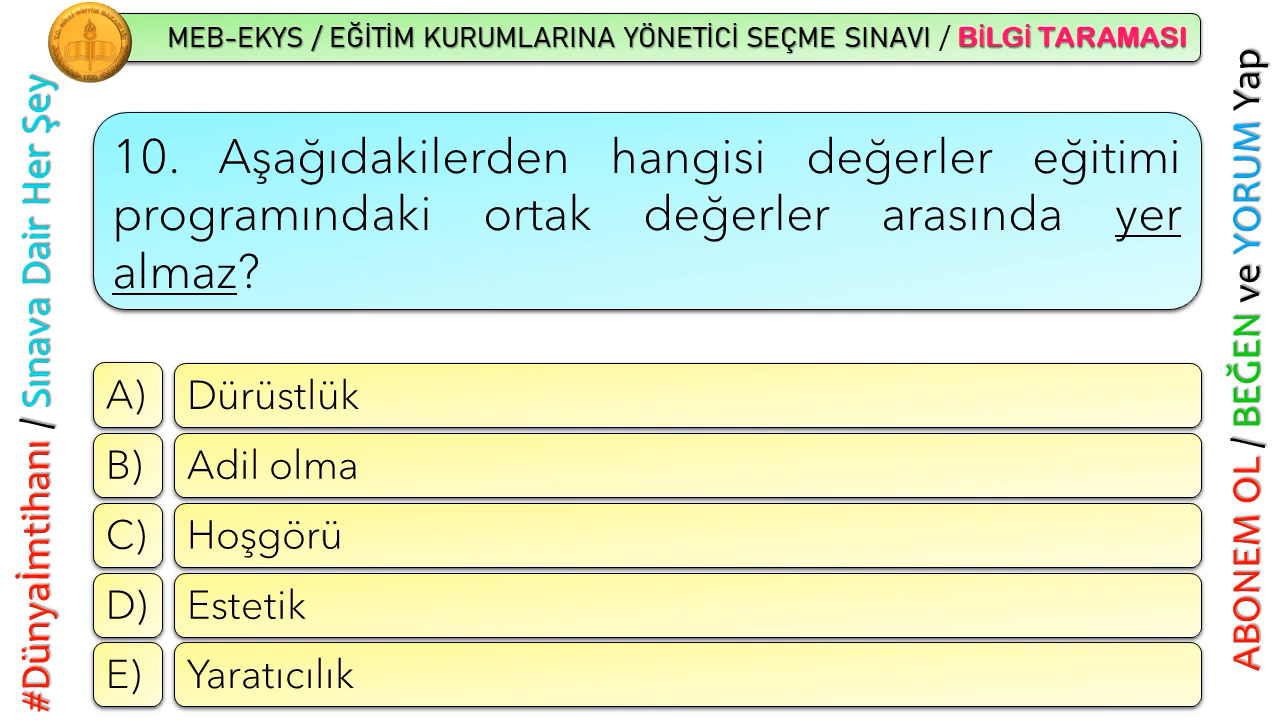 MEB-EKYS / EĞİTİM KURUMLARINA YÖNETİCİ SEÇME SINAVI / BİLGİ TARAMASI
#Dünyaimtihanı / Sınava Dair Her Şey
10. Aşağıdakilerden hangisi değerler eğitimi
programındaki ortak değerler arasında yer
almaz?
A) Dürüstlük
B) Adil olma
C) Hoşgörü
D) Estetik
E) Yaratıcılık
ABONEM OL / BEĞEN ve YORUM Yap